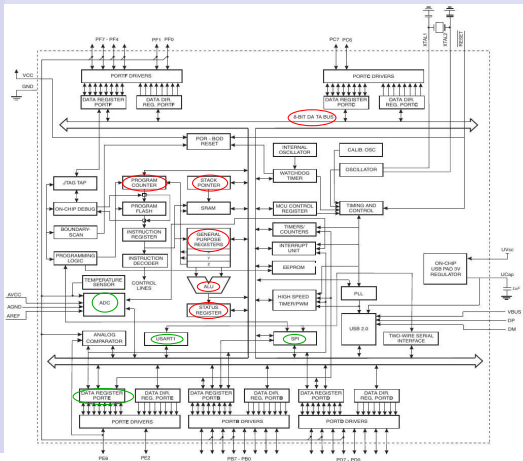 XTAL1
XTAL2
RESET
PF7 - PF4
PF1
PF0
PC7
PC6
VCC
GND
PORTF DRIVERS
PORTC DRIVERS
DATA REGISTER
PORTF
DATA DIR.
REG. PORTF
DATA REGISTER
PORTC
DATA DIR.
REG. PORTC
8-BIT DA TA BUS
POR - BOD
RESET
INTERNAL
OSCILLATOR
CALIB. OSC
WATCHDOG
TIMER
OSCILLATOR
JTAG TAP
PROGRAM
COUNTER
STACK
POINTER
ON-CHIP DEBUG
PROGRAM
FLASH
SRAM
MCU CONTROL
REGISTER
TIMING AND
CONTROL
BOUNDARY-
SCAN
INSTRUCTION
REGISTER
GENERAL
PURPOSE
REGISTERS
TIMERS/
COUNTERS
INTERRUPT
UNIT
PROGRAMMING
LOGIC
INSTRUCTION
DECODER
Y
Z
EEPROM
ON-CHIP
USB PAD 3V
REGULATOR
UVcc
UCap
1uF
TEMPERATURE
SENSOR
CONTROL
LINES
ALU
PLL
HIGH SPEED
TIMER/PWM
AVCC
AGND
AREF
ADC
STATUS
REGISTER
VBUS
DP
DM
ANALOG
COMPARATOR
USART1
SPI
USB 2.0
TWO-WIRE SERIAL
INTERFACE
DATA REGISTER
PORTE
DATA DIR.
REG. PORTE
DATA REGISTER
PORTB
DATA DIR.
REG. PORTB
DATA REGISTER
PORTD
DATA DIR.
REG. PORTD
PORTE DRIVERS
PORTB DRIVERS
PORTD DRIVERS
PE6
PE2
PB7 - PB0
PD7 - PD0